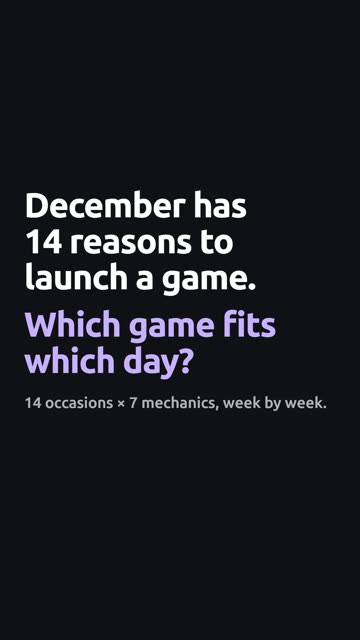 December has
14 reasons to
launch a game.
Which game fits
which day?
14 occasions × 7 mechanics, week by week.